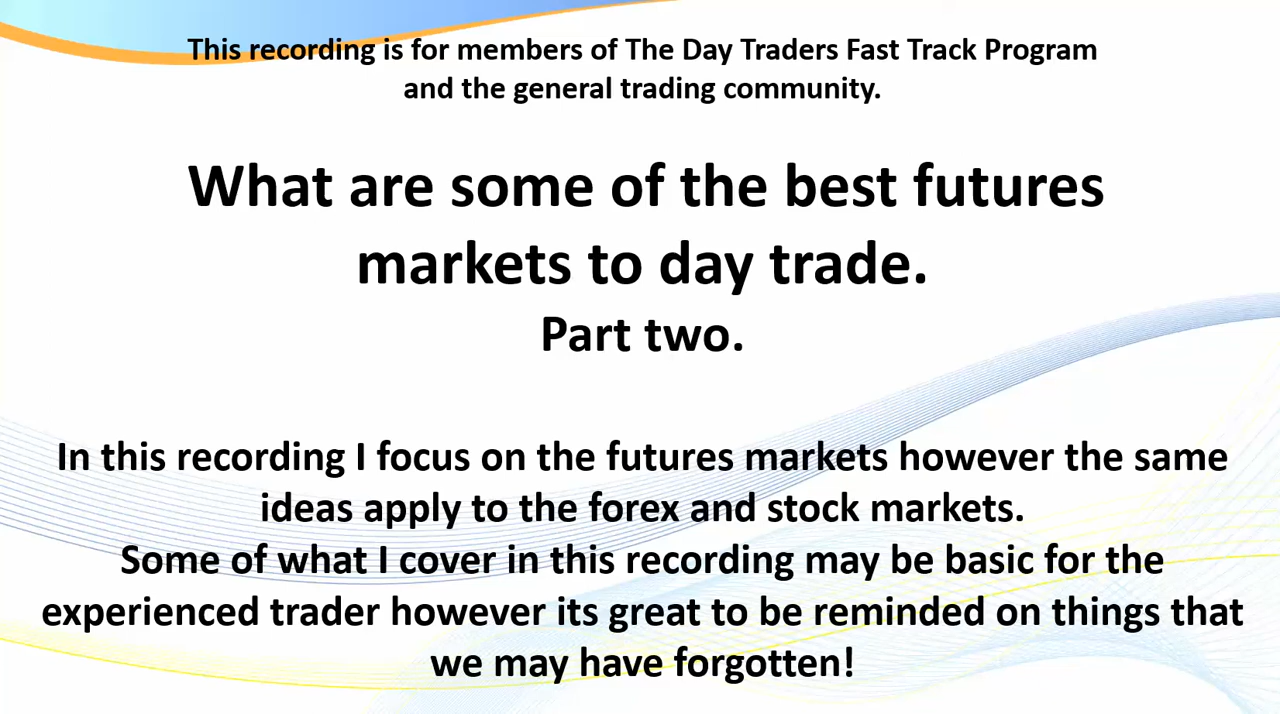 This recording is for members of The Day Traders Fast Track Program
and the general trading community.
What are some of the best futures
markets to day trade.
Part two.
In this recording I focus on the futures markets however the same
ideas apply to the forex and stock markets.
Some of what I cover in this recording may be basic for the
experienced trader however its great to be reminded on things that
we may have forgotten!